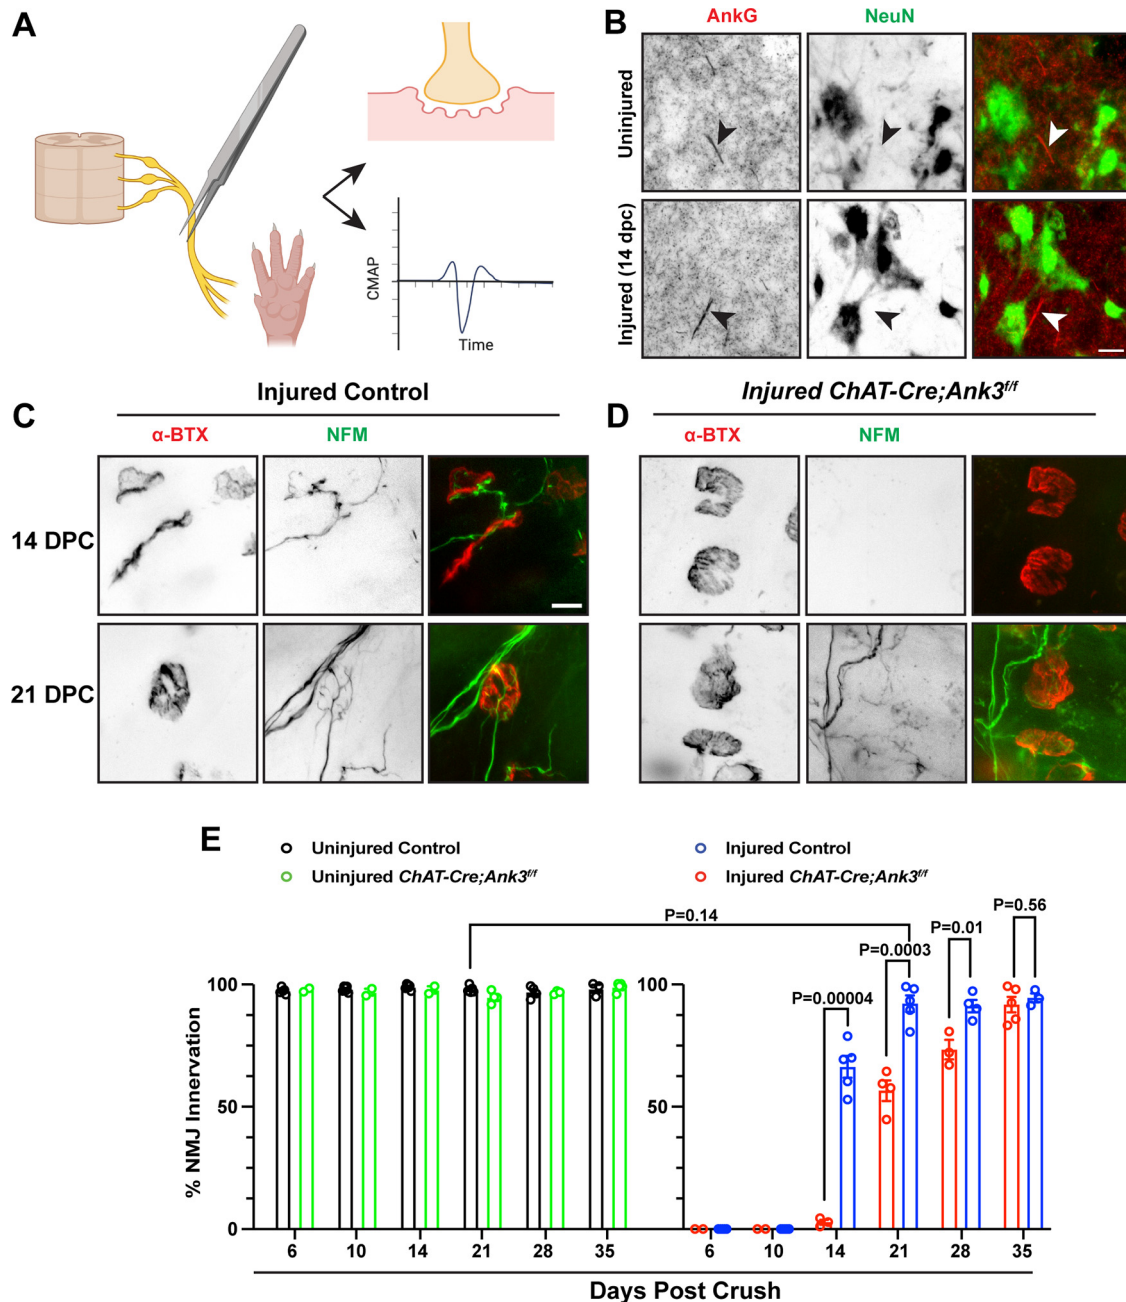 A
CMAP
Time
B
AnkG
NeuN
Uninjured
Injured (14 dpc)
Injured Control
C
α-BTX
NFM
14 DPC
21 DPC
Injured ChAT-Cre;Ank3f/f
D
α-BTX
NFM
E
Uninjured Control
Uninjured ChAT-Cre;Ank3f/f
Injured Control
Injured ChAT-Cre;Ank3f/f
P=0.14
P=0.00004
P=0.0003
P=0.01
P=0.56
% NMJ Innervation
100
50
0
100
50
0
6 10 14 21 28 35
6 10 14 21 28 35
Days Post Crush